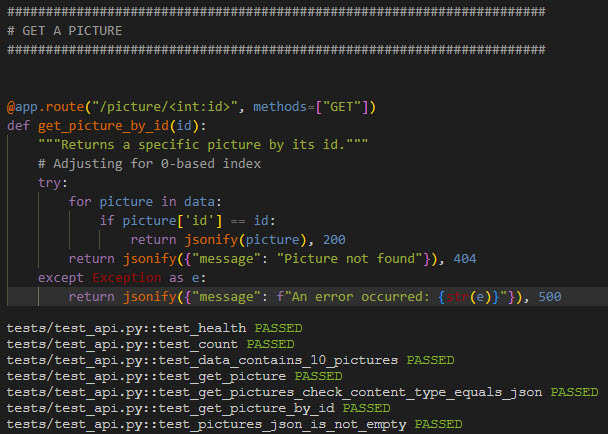 ######################################################################
# GET A PICTURE
######################################################################
@app.route("/picture/<int:id>", methods=["GET"])
def get_picture_by_id(id):
    """Returns a specific picture by its id."""
    # Adjusting for 0-based index
    try:
        for picture in data:
            if picture['id'] == id:
                return jsonify(picture), 200
        return jsonify({"message": "Picture not found"}), 404
    except Exception as e:
        return jsonify({"message": f"An error occurred: {str(e)}"}), 500
tests/test_api.py::test_health PASSED
tests/test_api.py::test_count PASSED
tests/test_api.py::test_data_contains_10_pictures PASSED
tests/test_api.py::test_get_picture PASSED
tests/test_api.py::test_get_pictures_check_content_type_equals_json PASSED
tests/test_api.py::test_get_picture_by_id PASSED
tests/test_api.py::test_pictures_json_is_not_empty PASSED